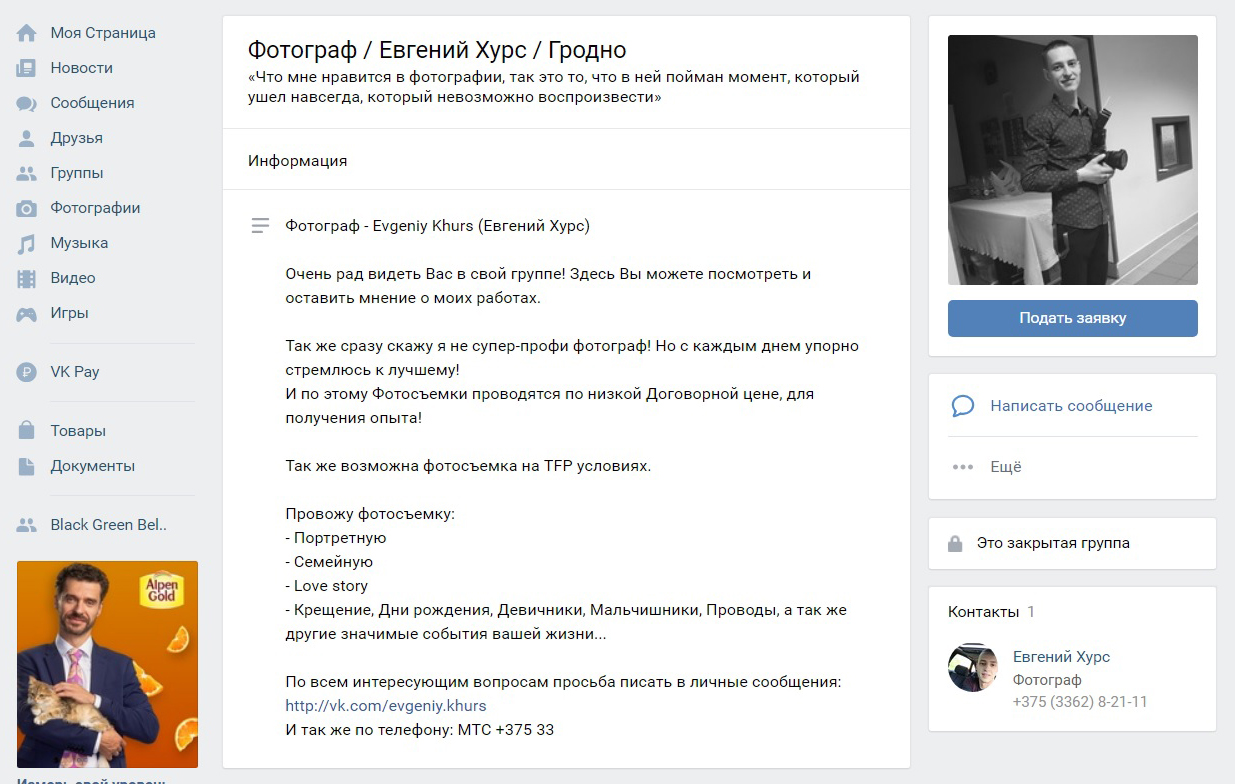 Моя Страница
Новости
Сообщения
Друзья
Группы
Фотографии
Музыка
Видео
Игры
VK Pay
Товары
Документы
Black Green Bel..
Alpen
Gold
Фотограф / Евгений Хурс / Гродно
«Что мне нравится в фотографии, так это то, что в ней пойман момент, который
ушел навсегда, который невозможно воспроизвести»
Информация
Фотограф - Evgeniy Khurs (Евгений Хурс)
Очень рад видеть Вас в свой группе! Здесь Вы можете посмотреть и
оставить мнение о моих работах.
Так же сразу скажу я не супер-профи фотограф! Но с каждым днем упорно
стремлюсь к лучшему!
И по этому Фотосъемки проводятся по низкой Договорной цене, для
получения опыта!
Так же возможна фотосъемка на TFP условиях.
Провожу фотосъемку:
- Портретную
- Семейную
- Love story
- Крещение, Дни рождения, Девичники, Мальчишники, Проводы, а так же
другие значимые события вашей жизни...
По всем интересующим вопросам просьба писать в личные сообщения:
http://vk.com/evgeniy.khurs
И так же по телефону: МТС +375 33
Подать заявку
Написать сообщение
Ещё
Это закрытая группа
Контакты 1
Евгений Хурс
Фотограф
+375 (3362) 8-21-11